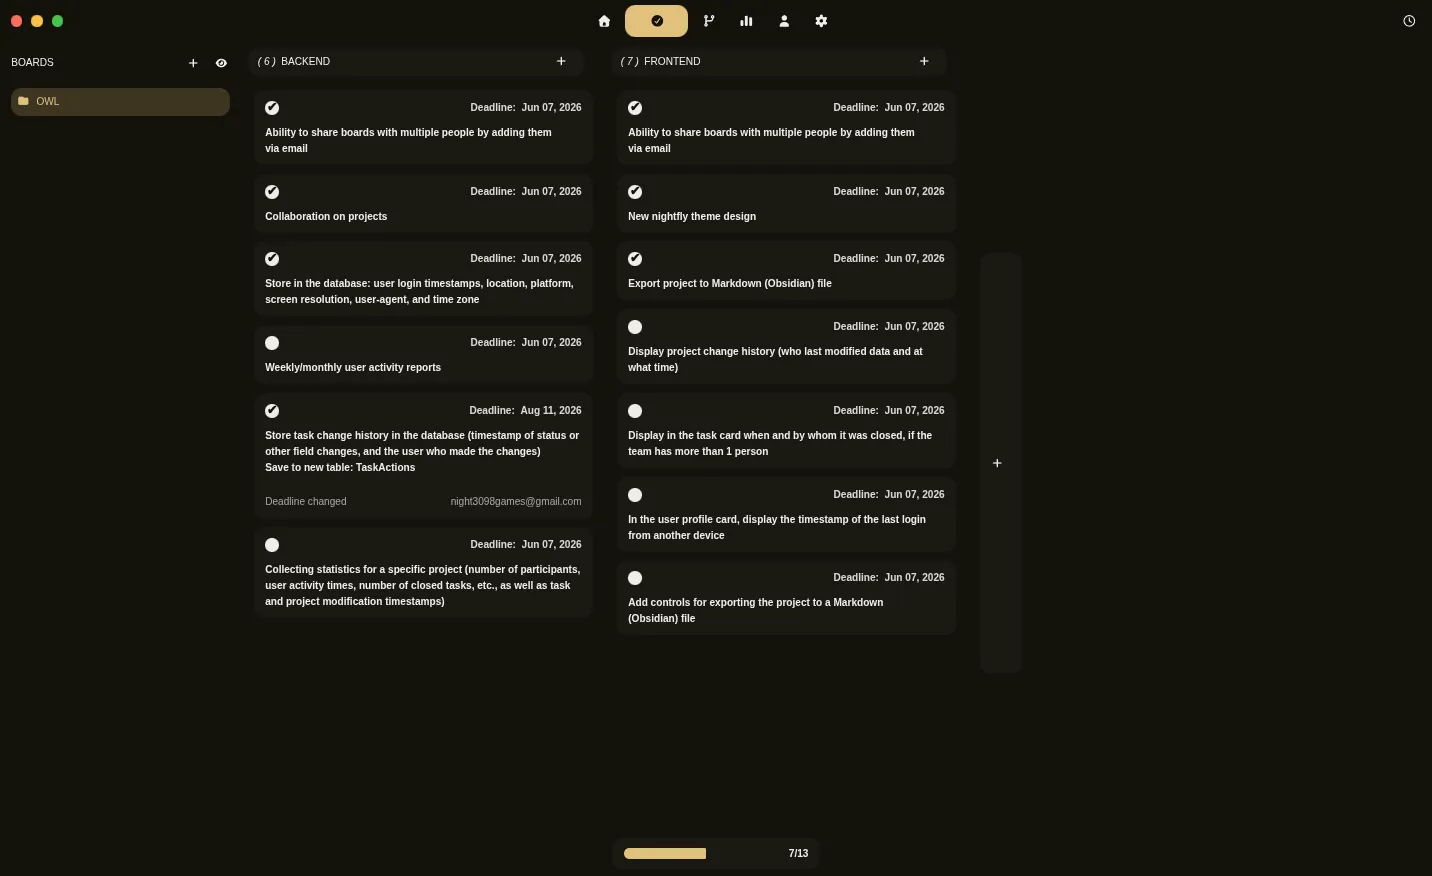 BOARDS
OWL
( 6 ) BACKEND
Deadline: Jun 07, 2026
Ability to share boards with multiple people by adding them
via email
Deadline: Jun 07, 2026
Collaboration on projects
Deadline: Jun 07, 2026
Store in the database: user login timestamps, location, platform,
screen resolution, user-agent, and time zone
Deadline: Jun 07, 2026
Weekly/monthly user activity reports
Deadline: Aug 11, 2026
Store task change history in the database (timestamp of status or
other field changes, and the user who made the changes)
Save to new table: TaskActions
Deadline changed night3098games@gmail.com
Deadline: Jun 07, 2026
Collecting statistics for a specific project (number of participants,
user activity times, number of closed tasks, etc., as well as task
and project modification timestamps)
( 7 ) FRONTEND
Deadline: Jun 07, 2026
Ability to share boards with multiple people by adding them
via email
Deadline: Jun 07, 2026
New nightfly theme design
Deadline: Jun 07, 2026
Export project to Markdown (Obsidian) file
Deadline: Jun 07, 2026
Display project change history (who last modified data and at
what time)
Deadline: Jun 07, 2026
Display in the task card when and by whom it was closed, if the
team has more than 1 person
Deadline: Jun 07, 2026
In the user profile card, display the timestamp of the last login
from another device
Deadline: Jun 07, 2026
Add controls for exporting the project to a Markdown
(Obsidian) file
7/13